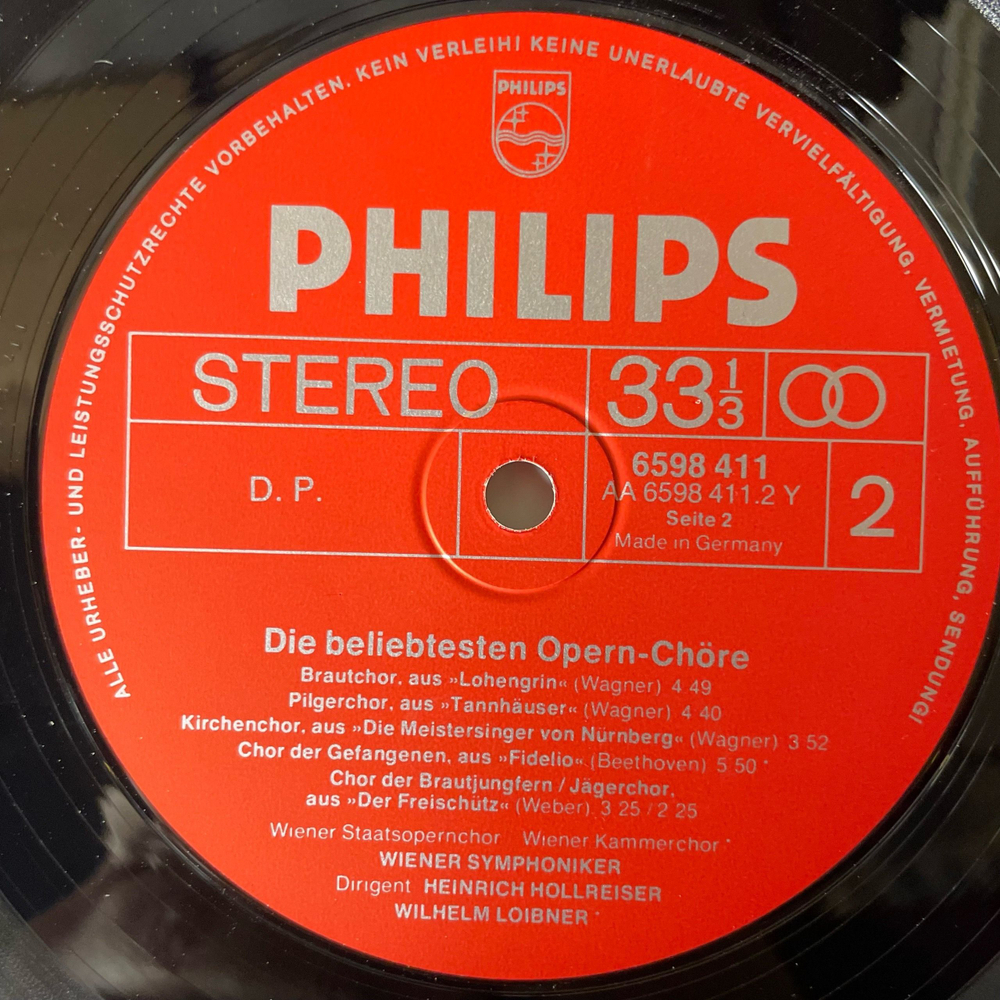 ALLE URHEBER- UND LEISTUNGSSCHUTZRECHTE VORBEHALTEN. KEIN VERLEIH! KEINE UNERLAUBTE VERVIELFÄLTIGUNG, VERMIETUNG, AUFFÜHRUNG, SENDUNG!
PHILIPS
PHILIPS
STEREO 33 1/3
D. P.
6598 411
AA 6598 411.2 Y
Seite 2
Made in Germany
2
Die beliebtesten Opern-Chöre
Brautchor, aus »Lohengrin« (Wagner) 4 49
Pilgerchor, aus »Tannhäuser« (Wagner) 4 40
Kirchenchor, aus »Die Meistersinger von Nürnberg« (Wagner) 3 52
Chor der Gefangenen, aus »Fidelio« (Beethoven) 5 50 *
Chor der Brautjungfern / Jägerchor,
aus »Der Freischütz« (Weber) 3 25 / 2 25
Wiener Staatsopernchor Wiener Kammerchor *
WIENER SYMPHONIKER
Dirigent HEINRICH HOLLREISER
WILHELM LOIBNER *